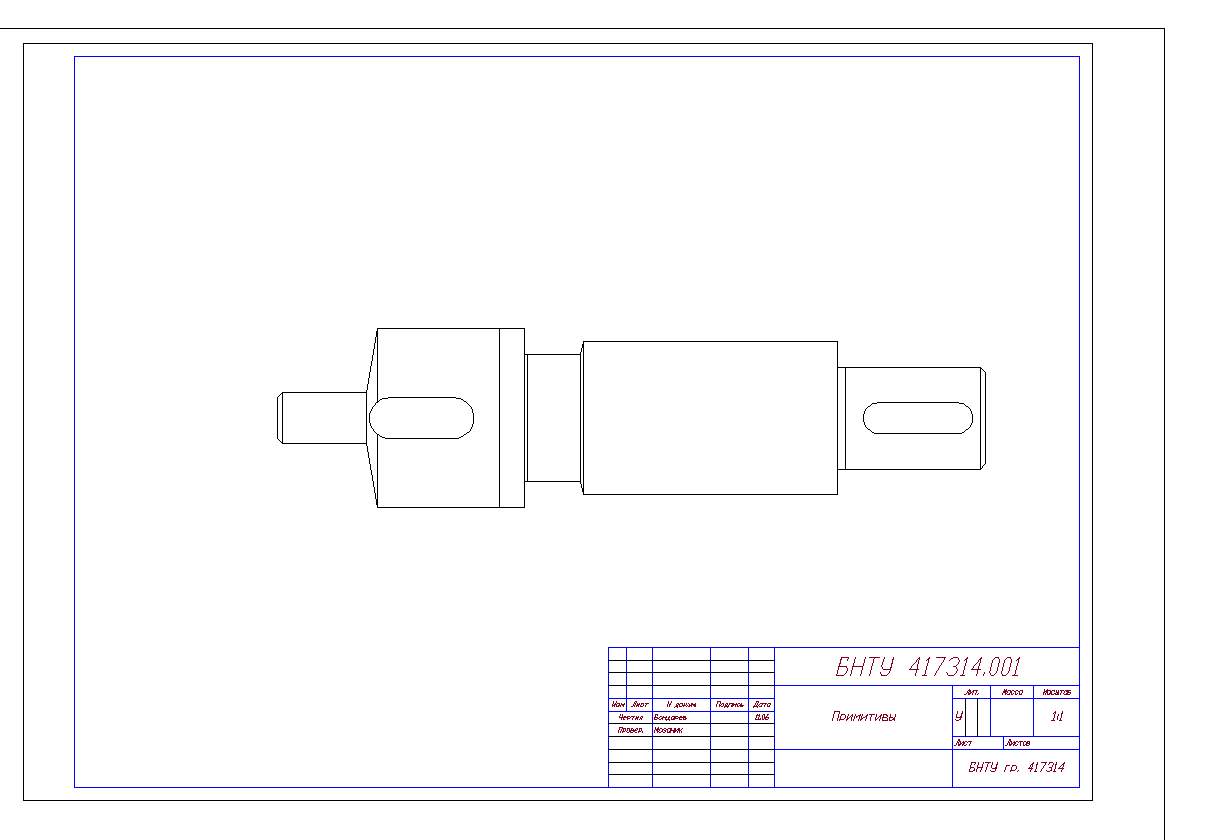 БНТУ 417314.001
Лит. Масса Масштаб
Изм Лист N докум. Подпись Дата
Чертил Бондарев 11.06
Примитивы
У 1:1
Провер. Мозаник
Лист Листов
БНТУ гр. 417314